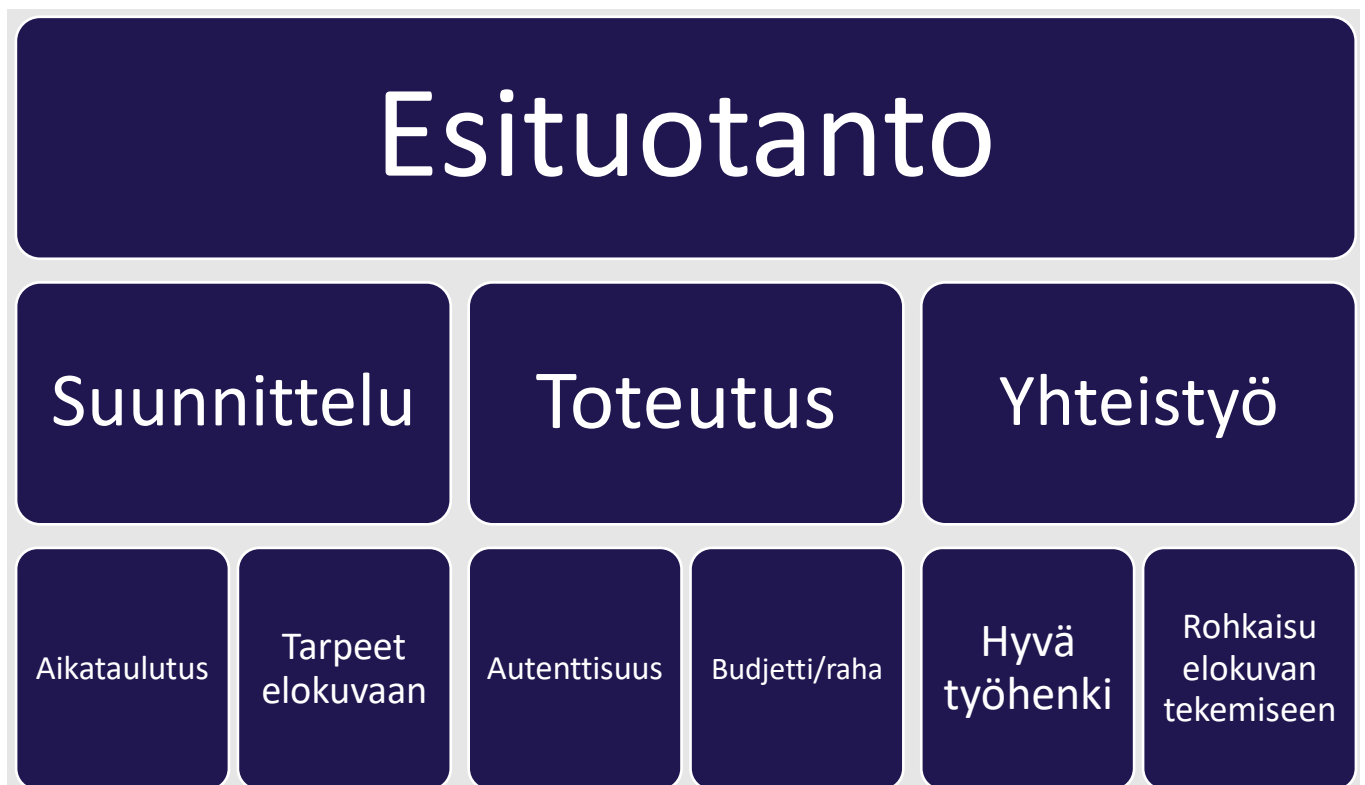 Esituotanto
Suunnittelu
Toteutus
Yhteistyö
Aikataulutus
Tarpeet
elokuvaan
Autenttisuus
Budjetti/raha
Hyvä
työhenki
Rohkaisu
elokuvan
tekemiseen